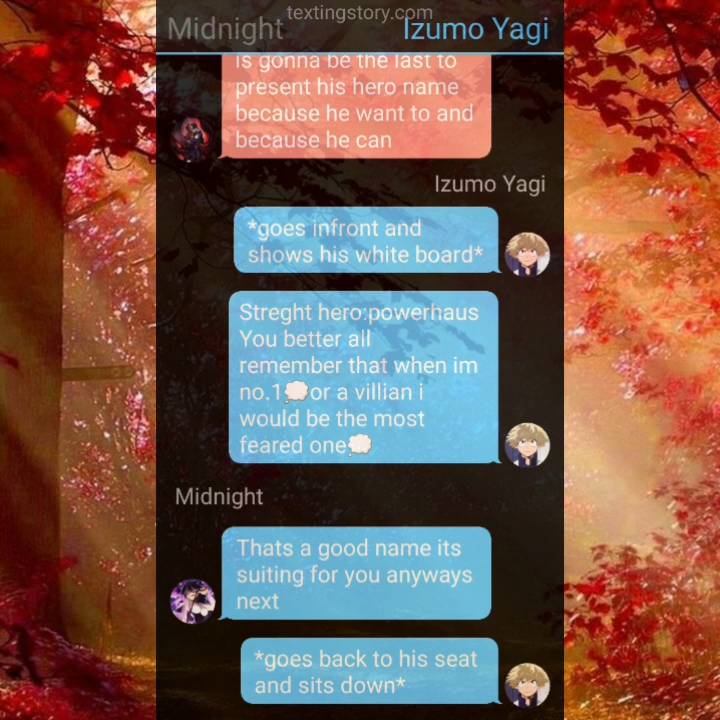 textingstory.com
Midnight Izumo Yagi
is gonna be the last to
present his hero name
because he want to and
because he can
Izumo Yagi
*goes infront and
shows his white board*
Streght hero:powerhaus
You better all
remember that when im
no.1💭or a villian i
would be the most
feared one💭
Midnight
Thats a good name its
suiting for you anyways
next
*goes back to his seat
and sits down*